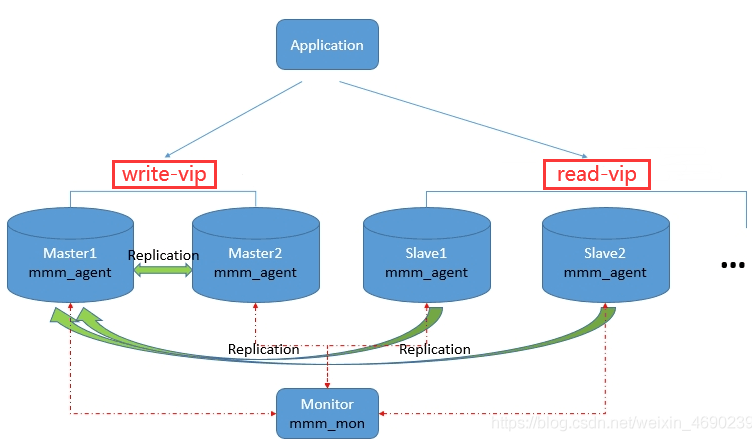 Application
write-vip
read-vip
Master1
mmm_agent
Replication
Master2
mmm_agent
Slave1
mmm_agent
Slave2
mmm_agent
...
Replication
Replication
Monitor
mmm_mon
https://blog.csdn.net/weixin_4690239